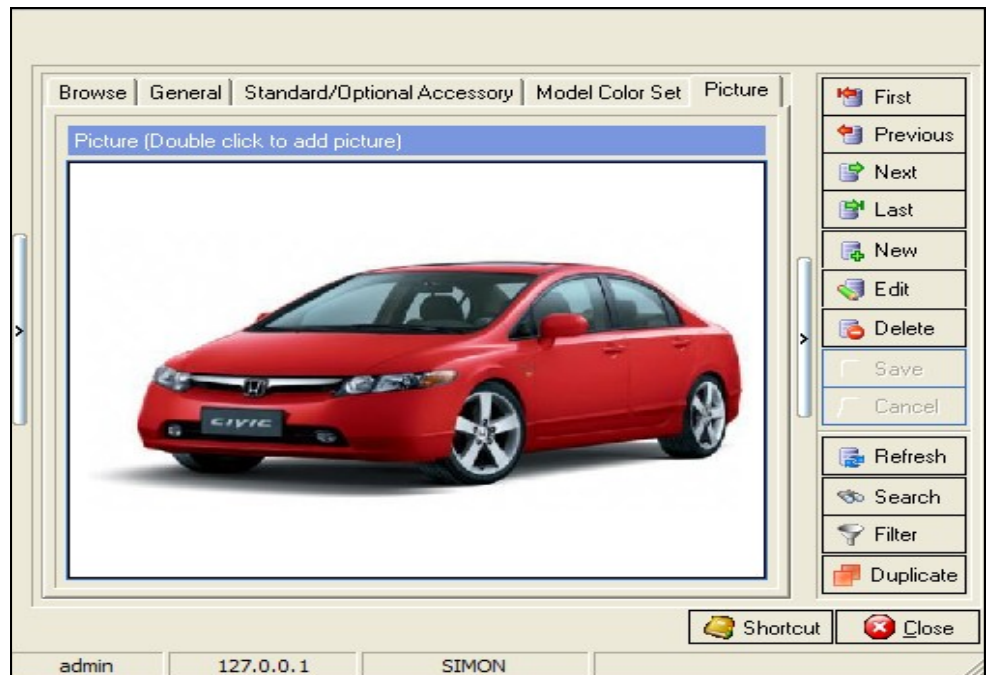 Browse General Standard/Optional Accessory Model Color Set Picture
Picture (Double click to add picture)
CIVIC
First
Previous
Next
Last
New
Edit
Delete
Save
Cancel
Refresh
Search
Filter
Duplicate
Shortcut Close
admin 127.0.0.1 SIMON